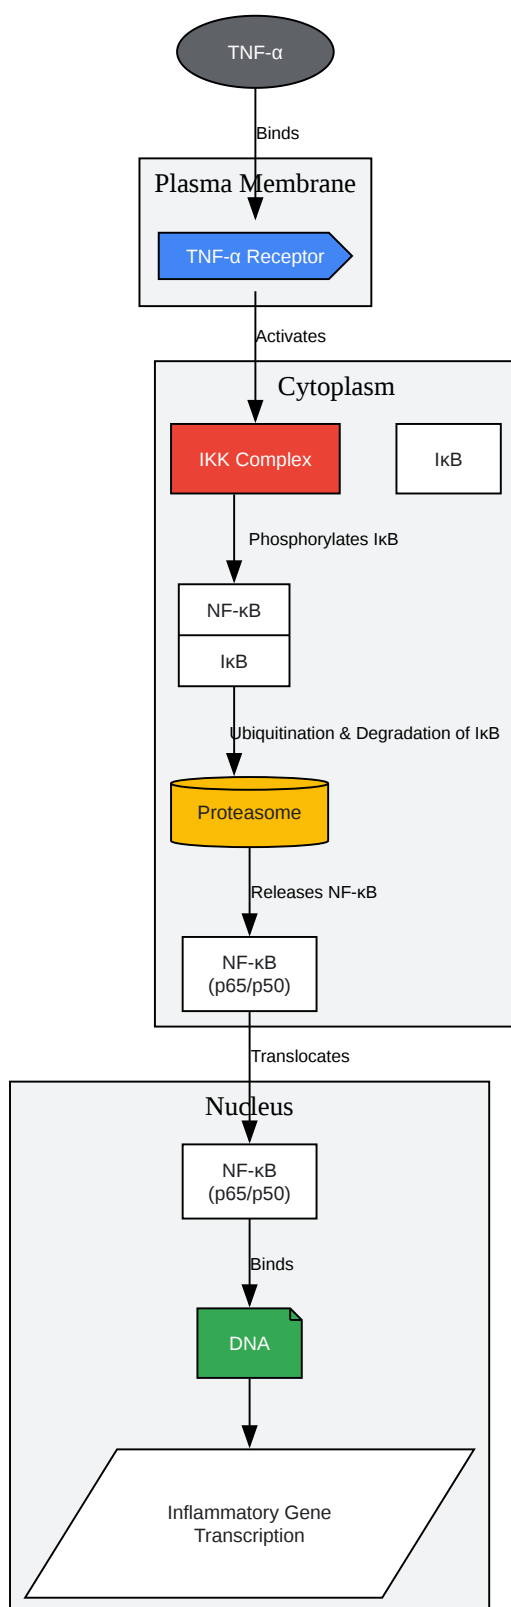 TNF-α
Binds
Plasma Membrane
TNF-α Receptor
Activates
Cytoplasm
IKK Complex
IκB
Phosphorylates IκB
NF-κB
IκB
Ubiquitination & Degradation of IκB
Proteasome
Releases NF-κB
NF-κB
(p65/p50)
Translocates
Nucleus
NF-κB
(p65/p50)
Binds
DNA
Inflammatory Gene
Transcription